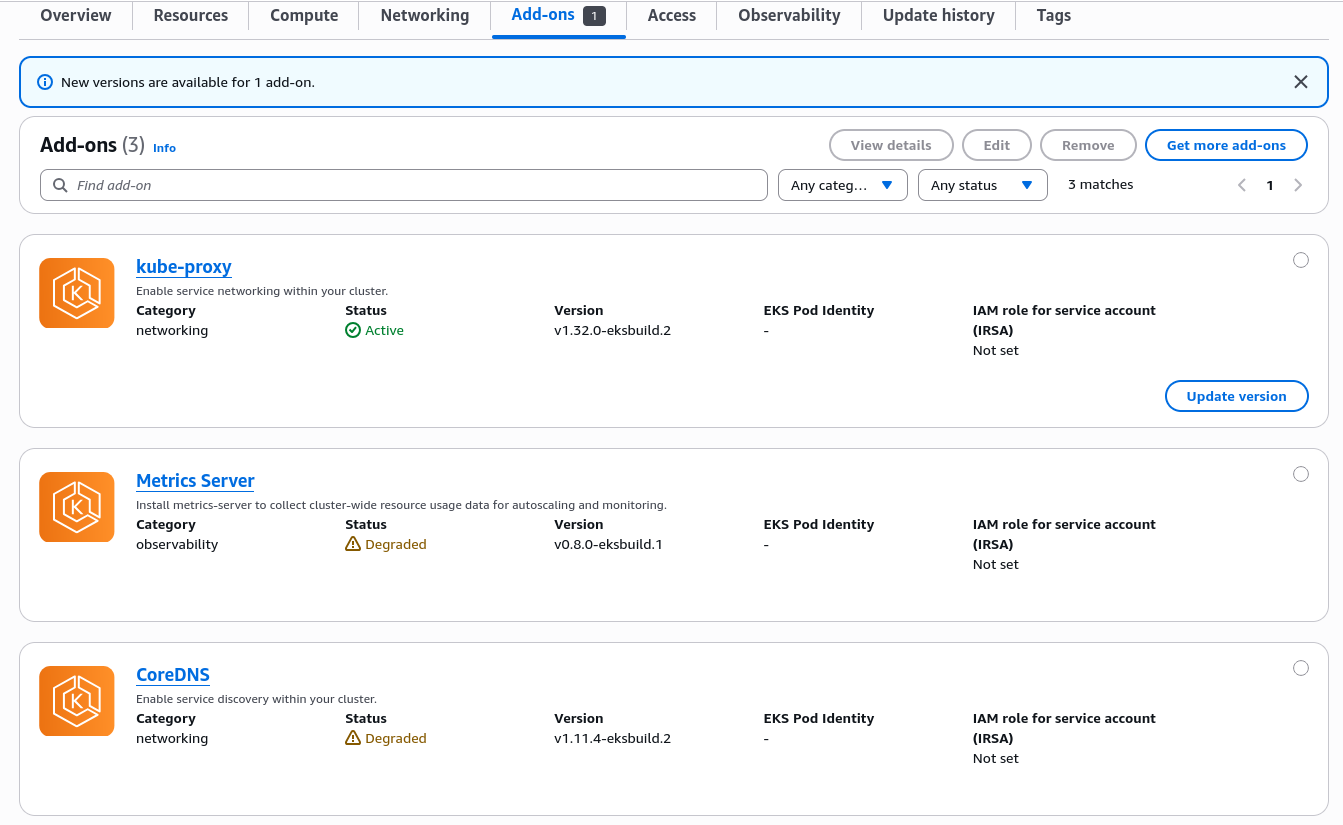 Overview Resources Compute Networking Add-ons 1 Access Observability Update history Tags
New versions are available for 1 add-on.
Add-ons (3) Info View details Edit Remove Get more add-ons
Find add-on Any categ... Any status 3 matches 1
kube-proxy
Enable service networking within your cluster.
Category Status Version EKS Pod Identity IAM role for service account
(IRSA)
networking Active v1.32.0-eksbuild.2 -
Not set
Update version
Metrics Server
Install metrics-server to collect cluster-wide resource usage data for autoscaling and monitoring.
Category Status Version EKS Pod Identity IAM role for service account
(IRSA)
observability Degraded v0.8.0-eksbuild.1 -
Not set
CoreDNS
Enable service discovery within your cluster.
Category Status Version EKS Pod Identity IAM role for service account
(IRSA)
networking Degraded v1.11.4-eksbuild.2 -
Not set